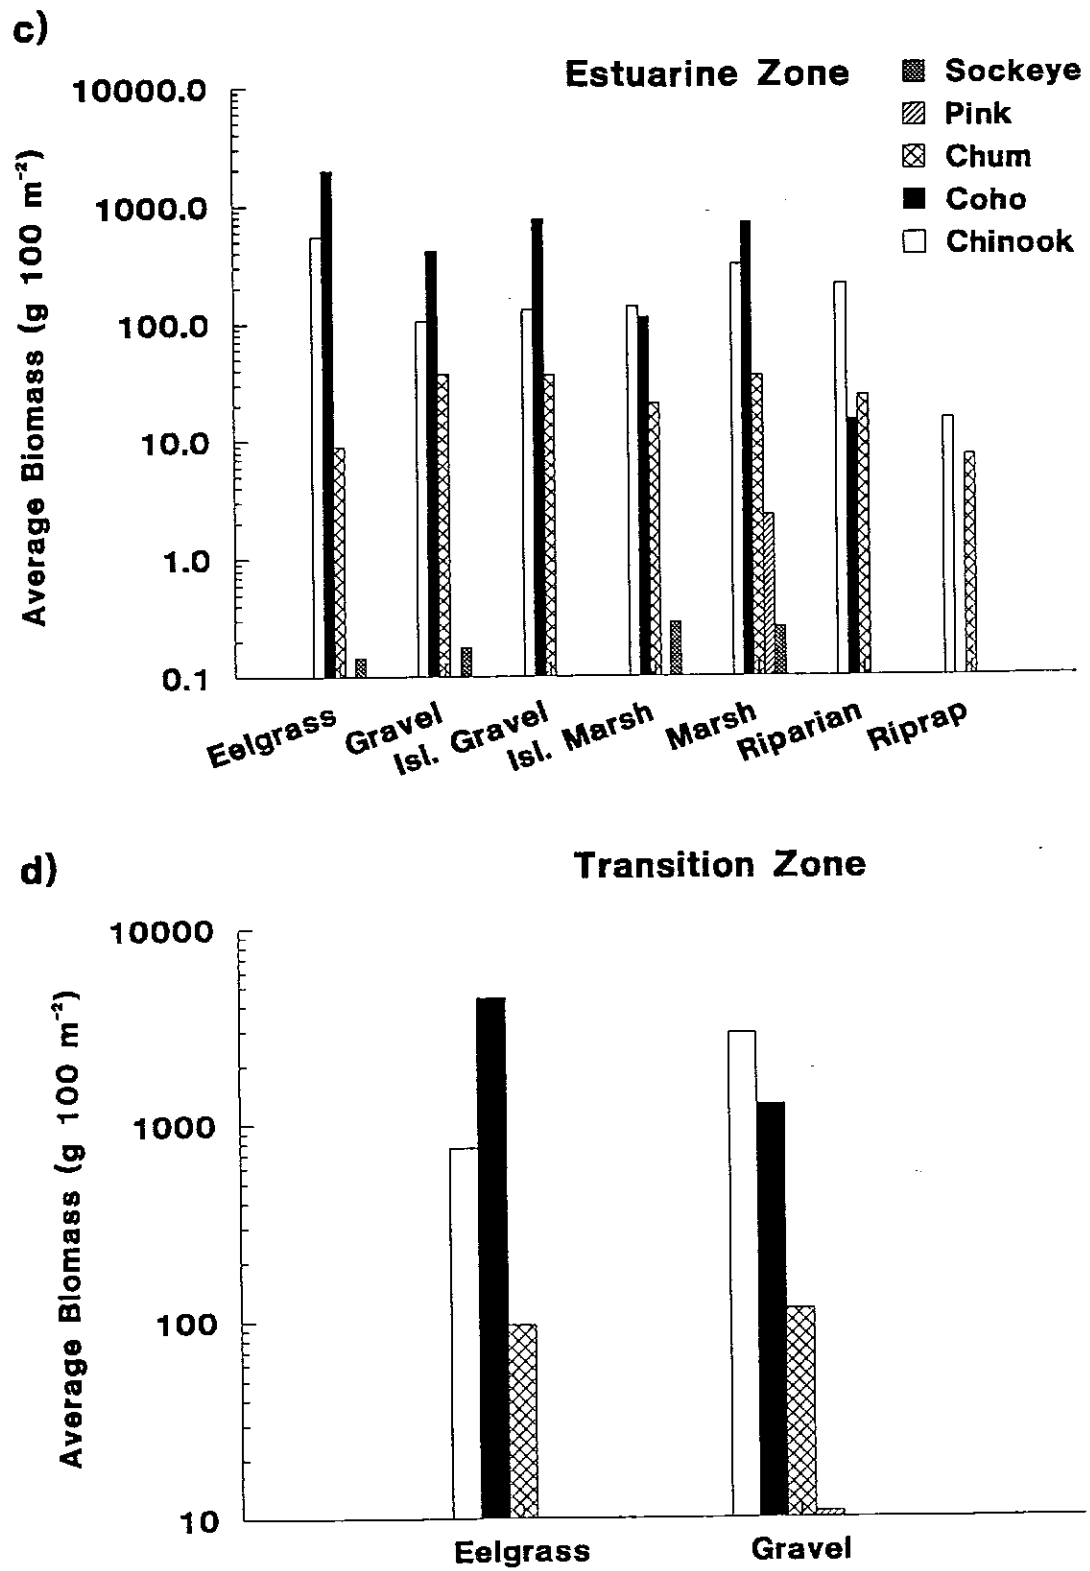 c)
Estuarine Zone
Sockeye
Pink
Chum
Coho
Chinook
Average Biomass (g 100 m⁻²)
10000.0
1000.0
100.0
10.0
1.0
0.1
Eelgrass
Gravel
Isl. Gravel
Isl. Marsh
Marsh
Riparian
Riprap
d)
Transition Zone
Average Biomass (g 100 m⁻²)
10000
1000
100
10
Eelgrass
Gravel